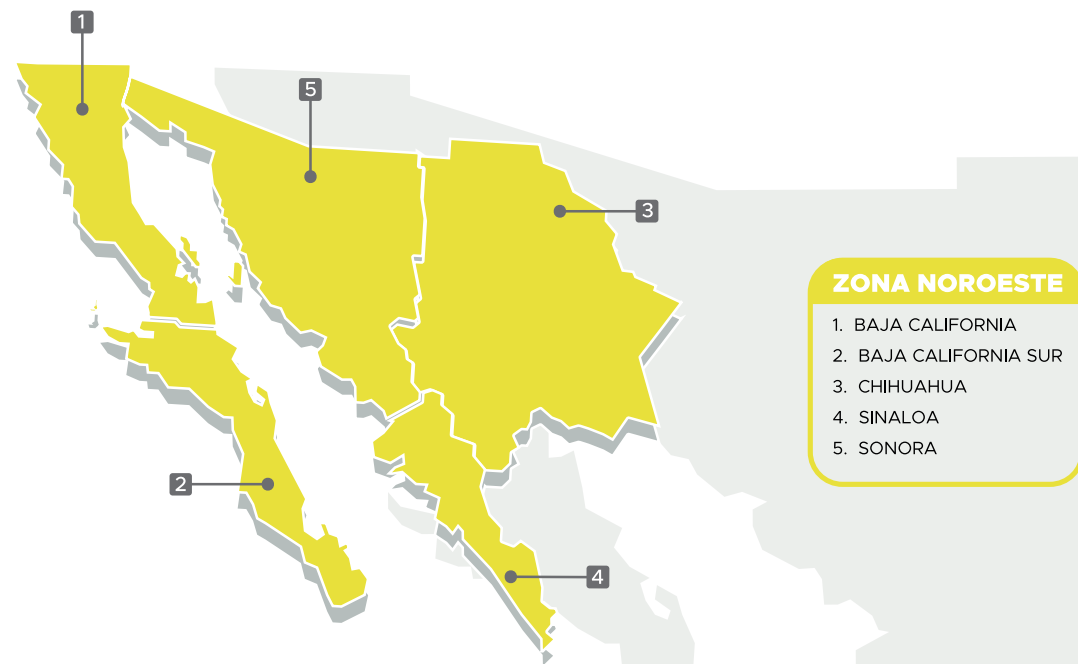 1
5
3
2
4
ZONA NOROESTE
1. BAJA CALIFORNIA
2. BAJA CALIFORNIA SUR
3. CHIHUAHUA
4. SINALOA
5. SONORA